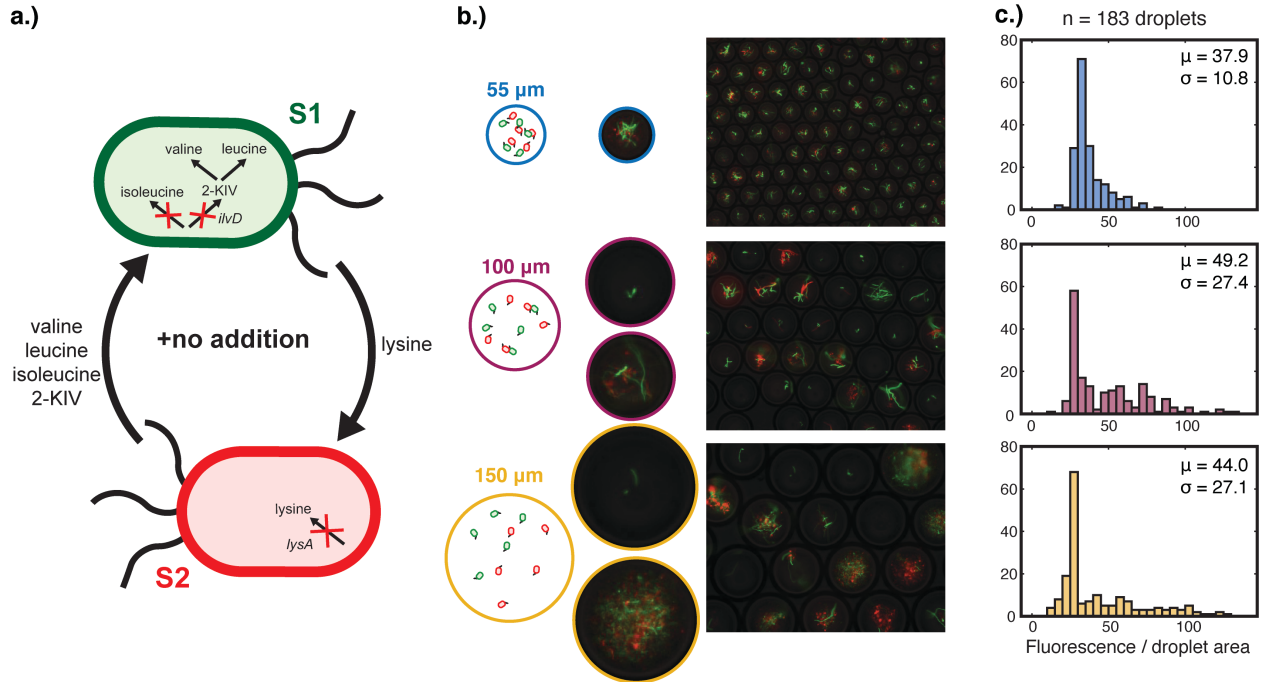 a.)
S1
valine
leucine
isoleucine
2-KIV
ilvD
valine
leucine
isoleucine
2-KIV
+no addition
lysine
lysine
lysA
S2
b.)
55 µm
100 µm
150 µm
c.)
n = 183 droplets
80
60
40
20
0
0
50
100
µ = 37.9
σ = 10.8
80
60
40
20
0
0
50
100
µ = 49.2
σ = 27.4
80
60
40
20
0
0
50
100
µ = 44.0
σ = 27.1
Fluorescence / droplet area